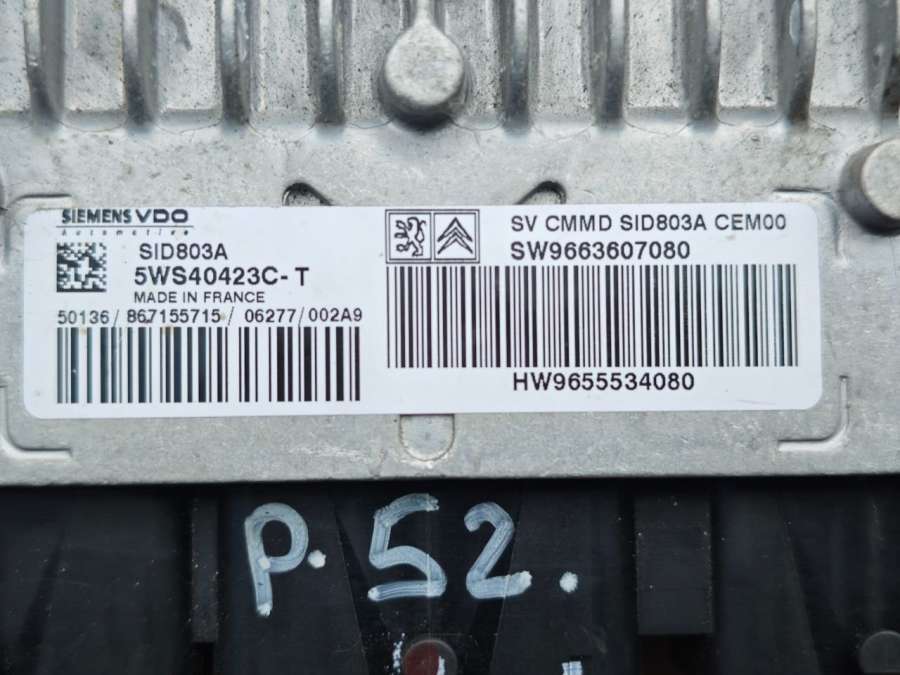 SIEMENS VDO
Automotive
SID803A
5WS40423C-T
MADE IN FRANCE
50136/867155715/06277/002A9
SV CMMD SID803A CEM00
SW9663607080
HW9655534080
P.52.